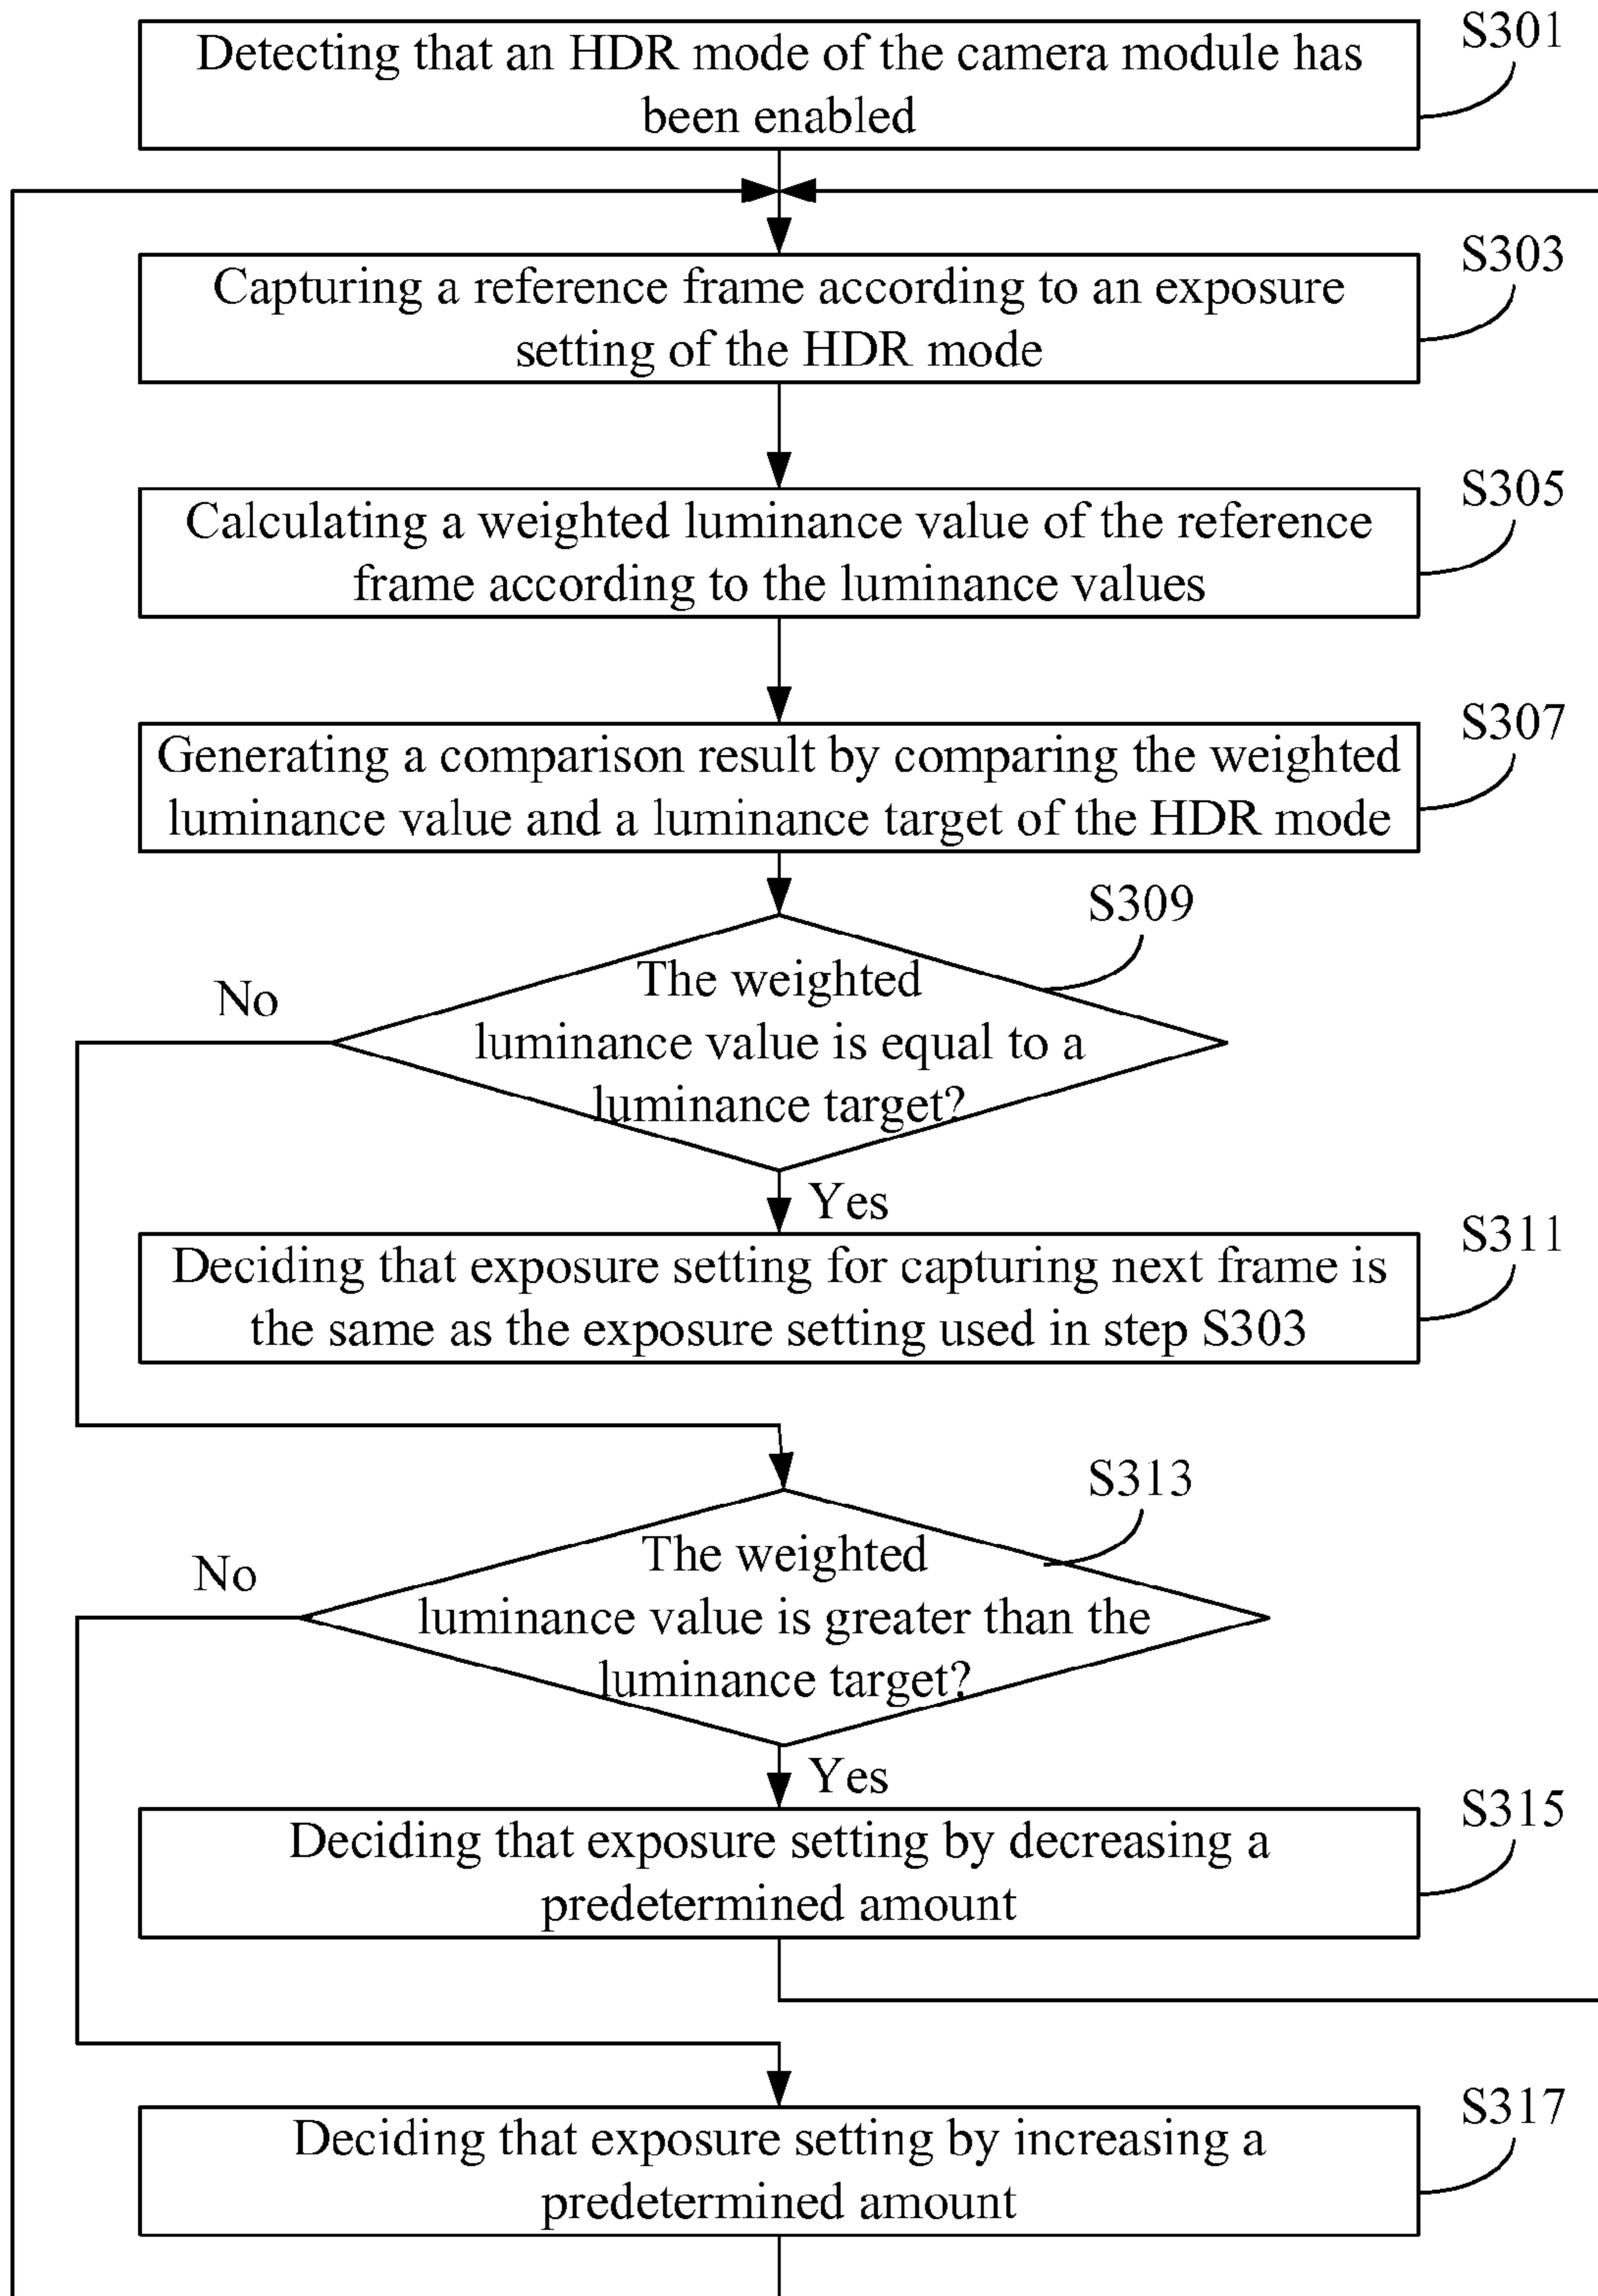 S301
Detecting that an HDR mode of the camera module has
been enabled
S303
Capturing a reference frame according to an exposure
setting of the HDR mode
S305
Calculating a weighted luminance value of the reference
frame according to the luminance values
S307
Generating a comparison result by comparing the weighted
luminance value and a luminance target of the HDR mode
S309
No
The weighted
luminance value is equal to a
luminance target?
Yes
S311
Deciding that exposure setting for capturing next frame is
the same as the exposure setting used in step S303
S313
No
The weighted
luminance value is greater than the
luminance target?
Yes
S315
Deciding that exposure setting by decreasing a
predetermined amount
S317
Deciding that exposure setting by increasing a
predetermined amount